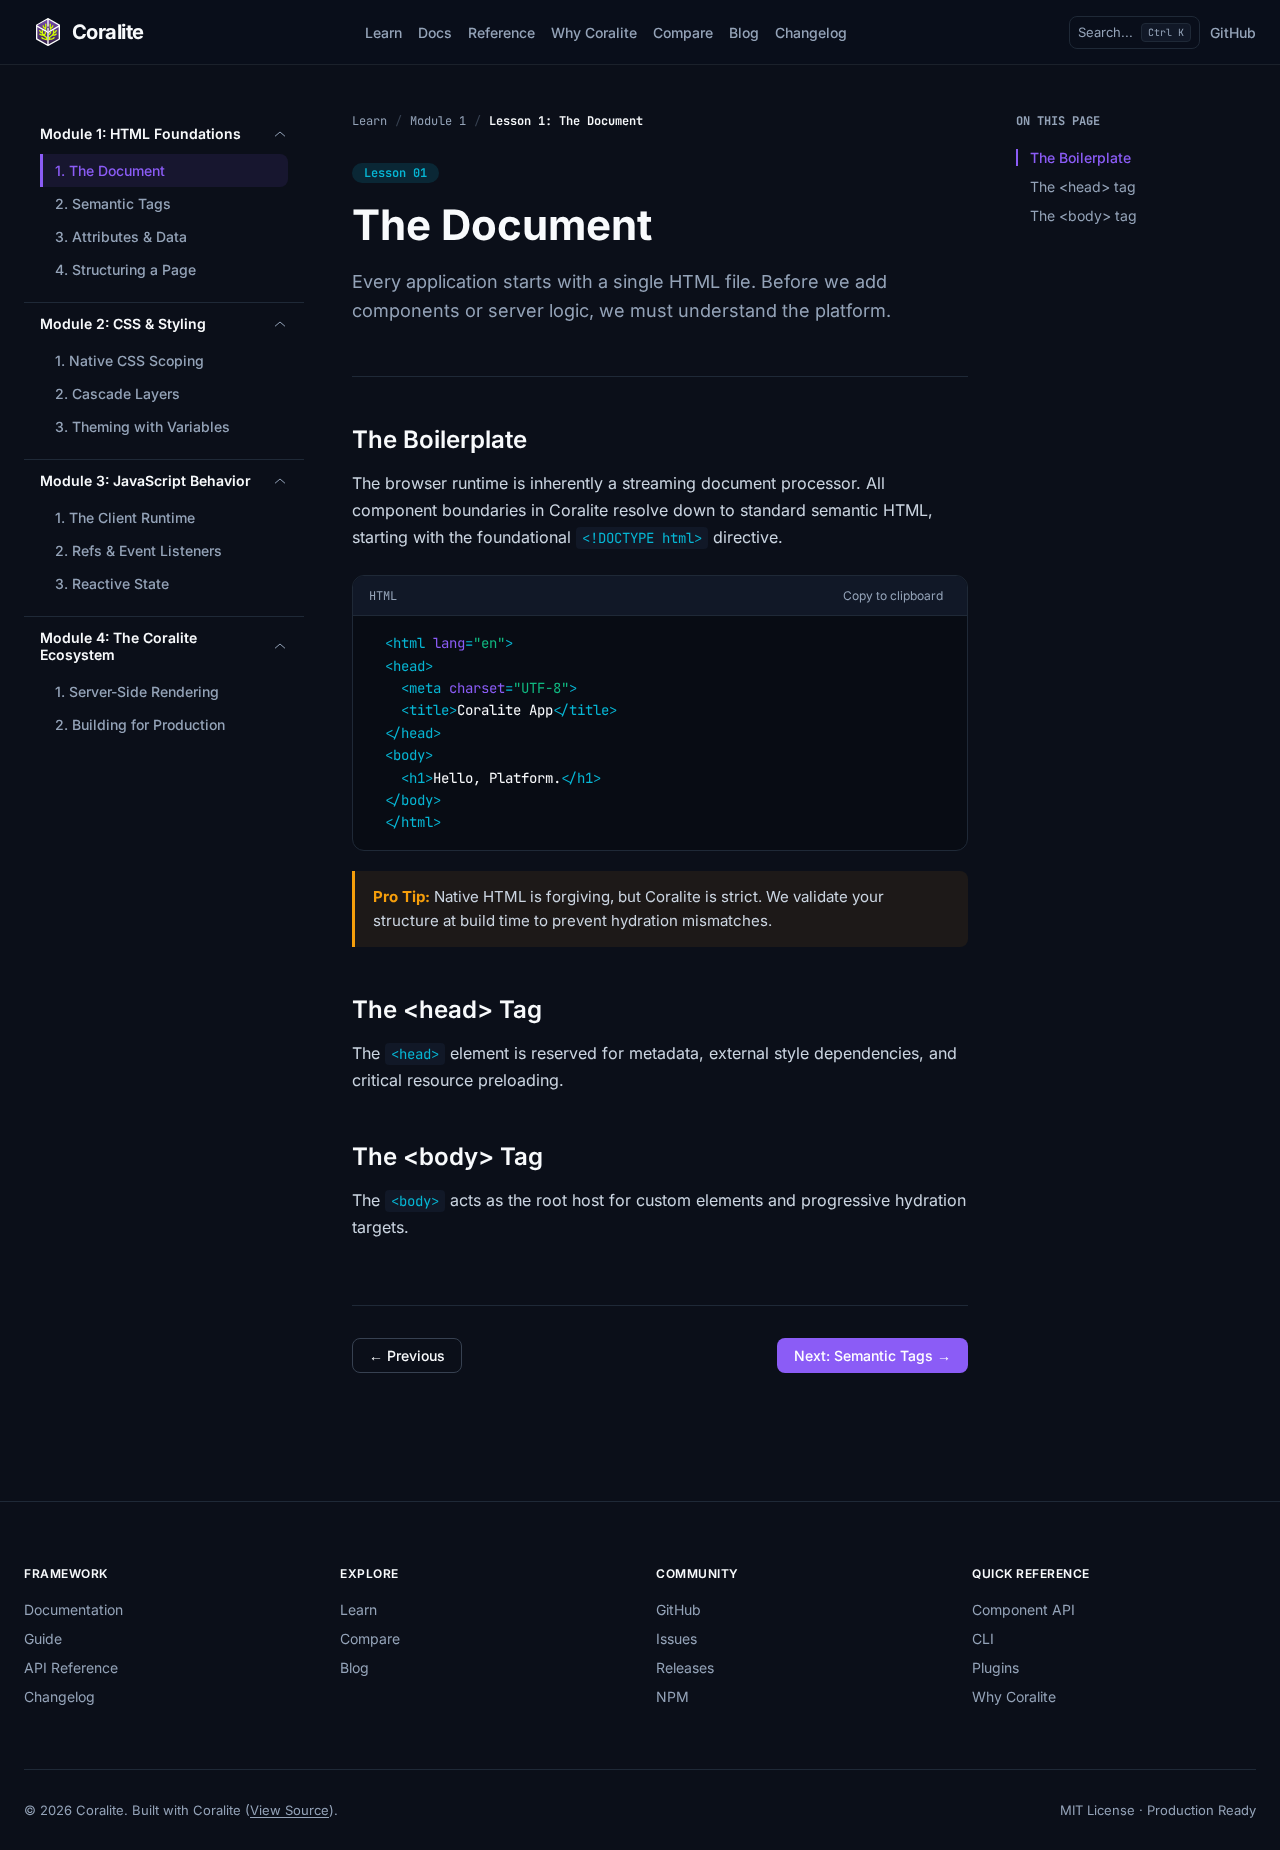 Coralite
Learn
Docs
Reference
Why Coralite
Compare
Blog
Changelog
Search...
Ctrl K
GitHub
Module 1: HTML Foundations
1. The Document
2. Semantic Tags
3. Attributes & Data
4. Structuring a Page
Module 2: CSS & Styling
1. Native CSS Scoping
2. Cascade Layers
3. Theming with Variables
Module 3: JavaScript Behavior
1. The Client Runtime
2. Refs & Event Listeners
3. Reactive State
Module 4: The Coralite
Ecosystem
1. Server-Side Rendering
2. Building for Production
Learn / Module 1 / Lesson 1: The Document
Lesson 01
The Document
Every application starts with a single HTML file. Before we add
components or server logic, we must understand the platform.
The Boilerplate
The browser runtime is inherently a streaming document processor. All
component boundaries in Coralite resolve down to standard semantic HTML,
starting with the foundational <!DOCTYPE html> directive.
HTML
Copy to clipboard
<html lang="en">
<head>
  <meta charset="UTF-8">
  <title>Coralite App</title>
</head>
<body>
  <h1>Hello, Platform.</h1>
</body>
</html>
Pro Tip: Native HTML is forgiving, but Coralite is strict. We validate your
structure at build time to prevent hydration mismatches.
The <head> Tag
The <head> element is reserved for metadata, external style dependencies, and
critical resource preloading.
The <body> Tag
The <body> acts as the root host for custom elements and progressive hydration
targets.
← Previous
Next: Semantic Tags →
ON THIS PAGE
The Boilerplate
The <head> tag
The <body> tag
FRAMEWORK
Documentation
Guide
API Reference
Changelog
EXPLORE
Learn
Compare
Blog
COMMUNITY
GitHub
Issues
Releases
NPM
QUICK REFERENCE
Component API
CLI
Plugins
Why Coralite
© 2026 Coralite. Built with Coralite (View Source).
MIT License · Production Ready